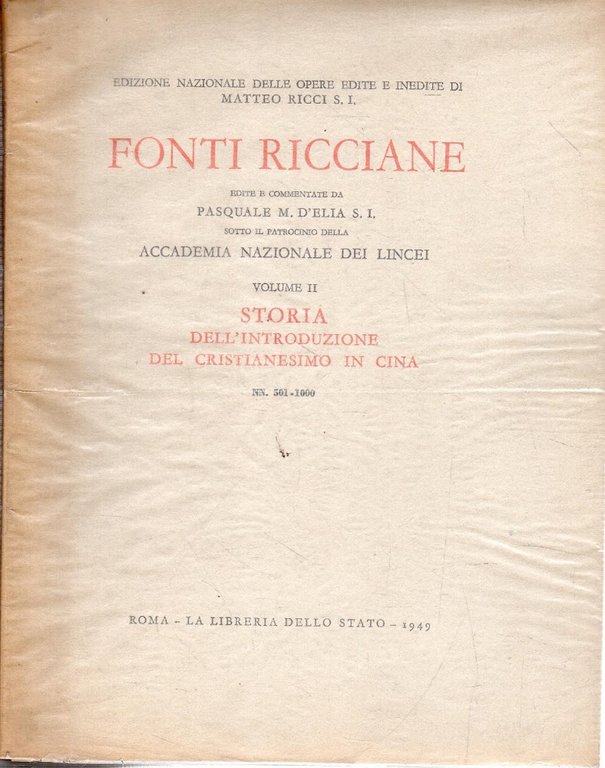 EDIZIONE NAZIONALE DELLE OPERE EDITE E INEDITE DI
MATTEO RICCI S. I.
FONTI RICCIANE
EDITE E COMMENTATE DA
PASQUALE M. D'ELIA S. I.
SOTTO IL PATROCINIO DELLA
ACCADEMIA NAZIONALE DEI LINCEI
VOLUME II
STORIA
DELL'INTRODUZIONE
DEL CRISTIANESIMO IN CINA
NN. 501-1000
ROMA - LA LIBRERIA DELLO STATO - 1949